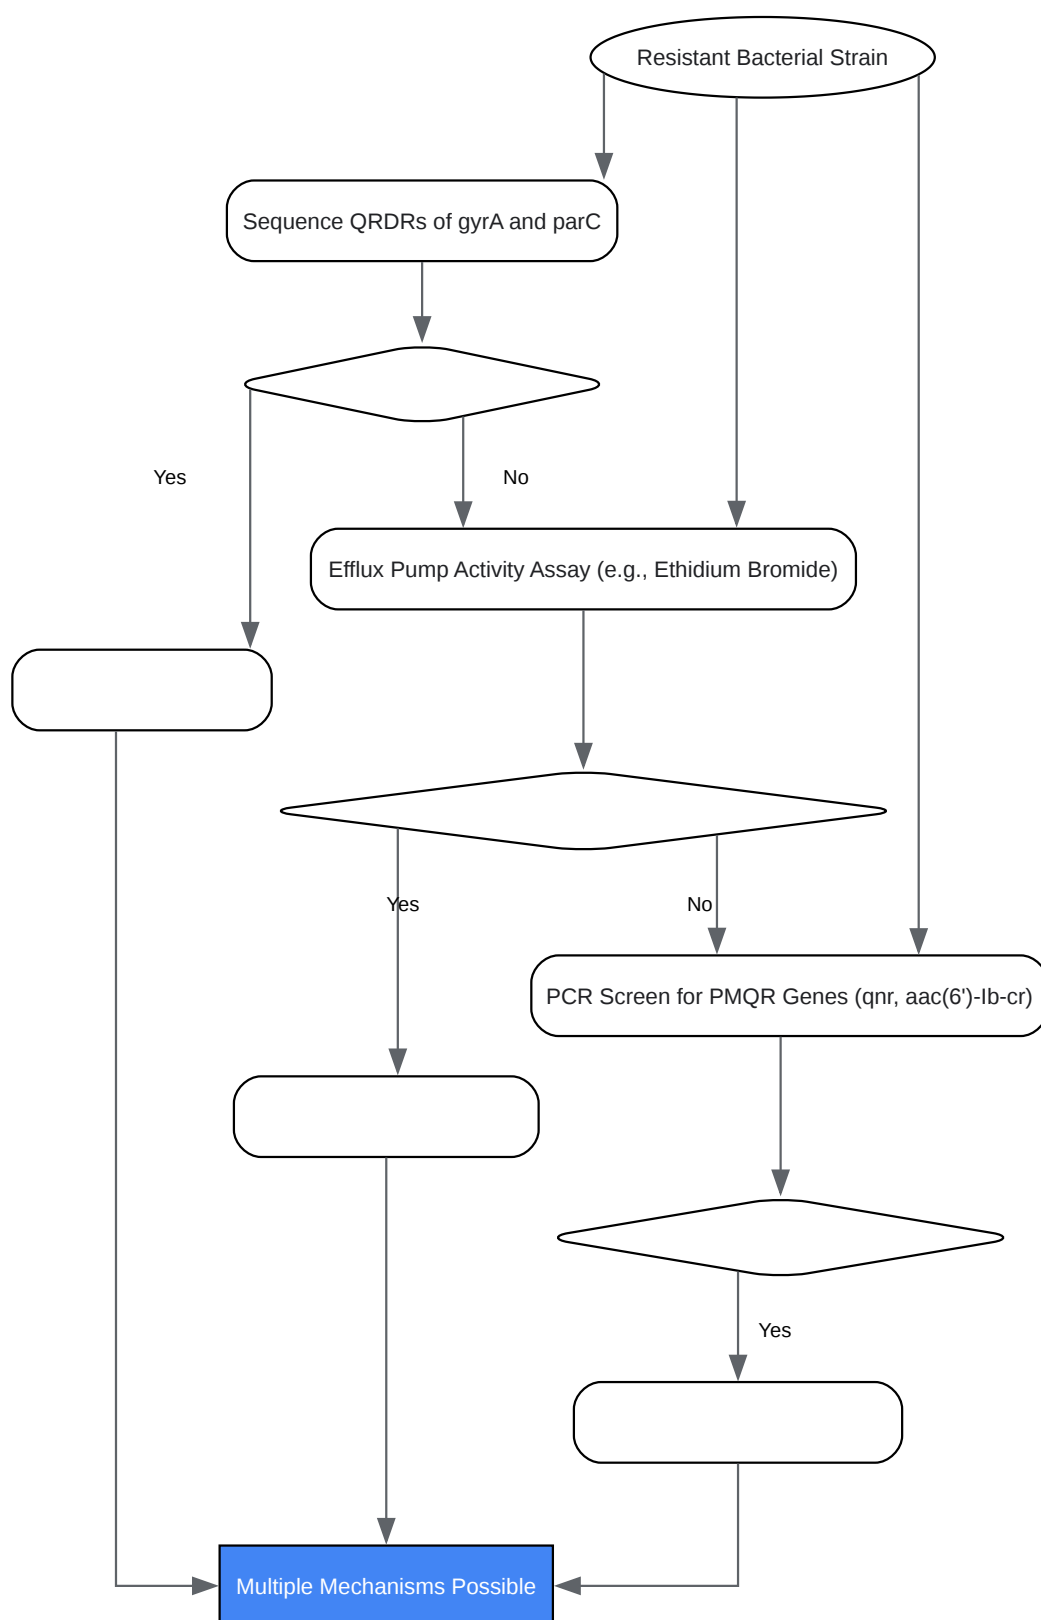 Resistant Bacterial Strain
Sequence QRDRs of gyrA and parC
Yes
No
Efflux Pump Activity Assay (e.g., Ethidium Bromide)
Yes
No
PCR Screen for PMQR Genes (qnr, aac(6')-Ib-cr)
Yes
Multiple Mechanisms Possible